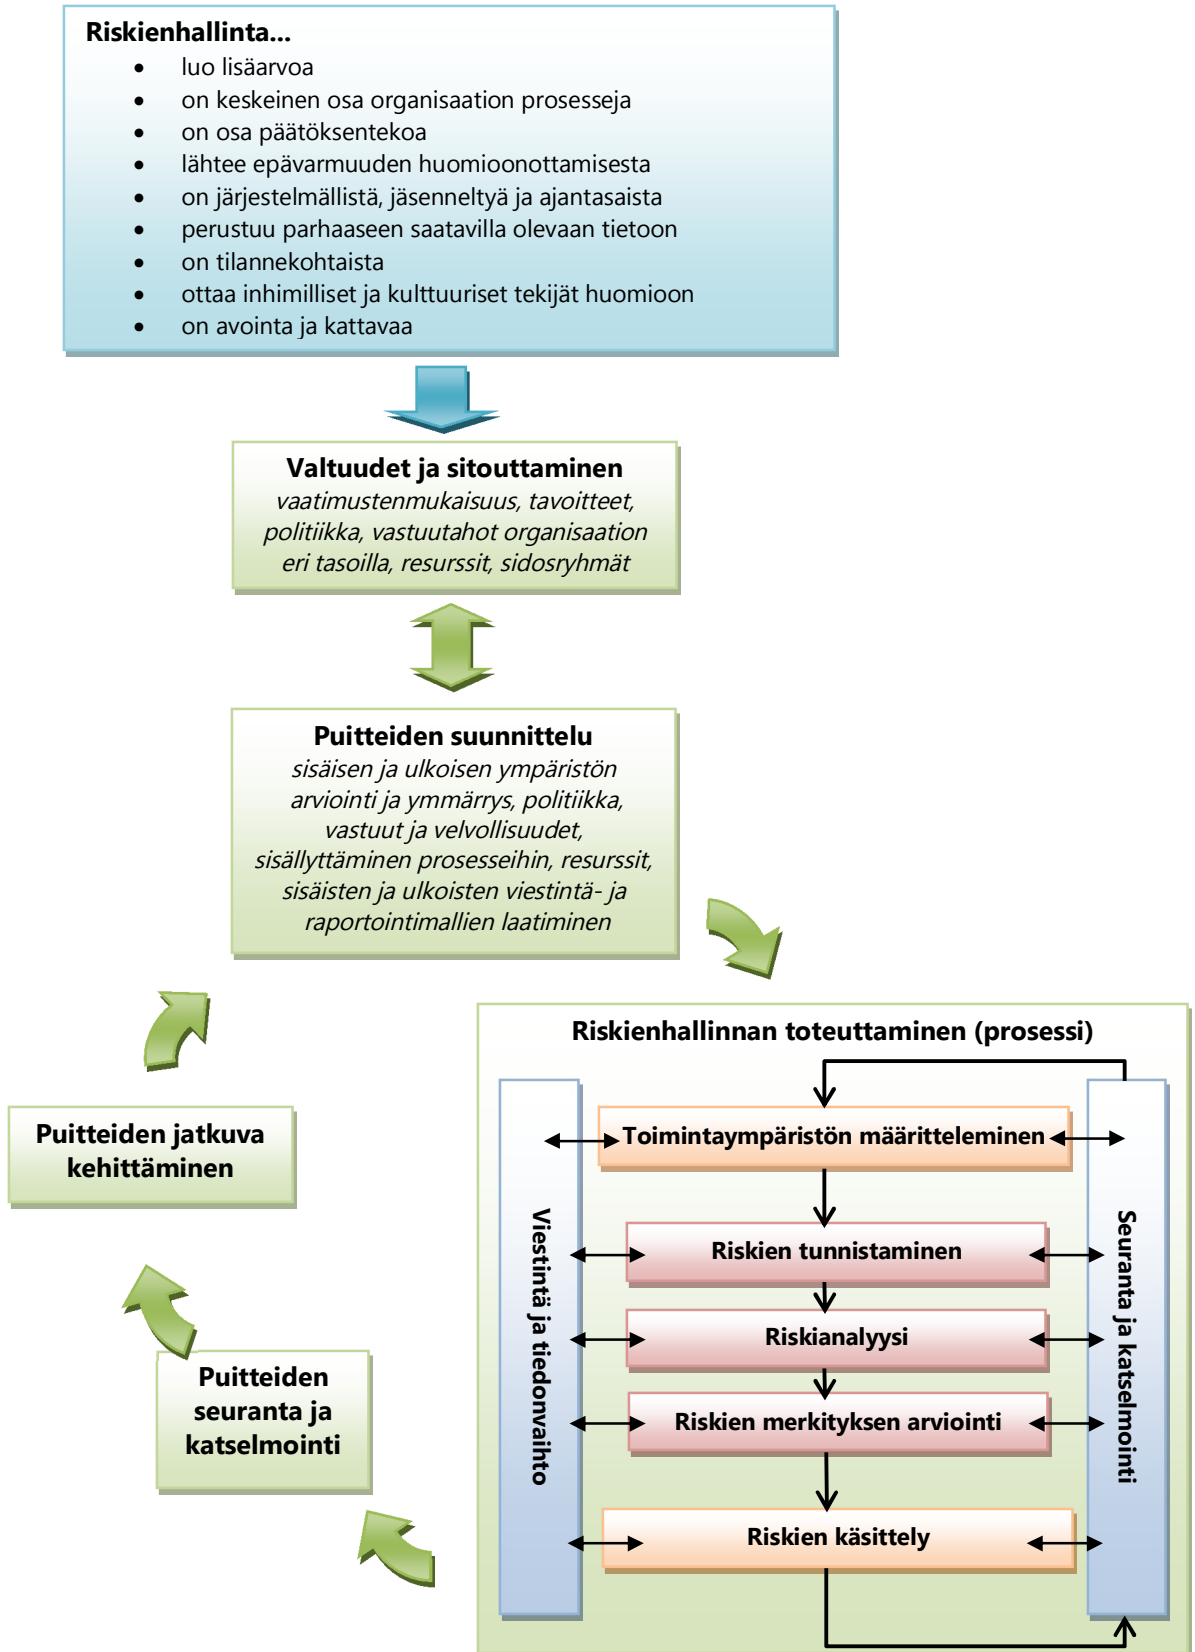 Riskienhallinta...
• luo lisäarvoa
• on keskeinen osa organisaation prosesseja
• on osa päätöksentekoa
• lähtee epävarmuuden huomioonottamisesta
• on järjestelmällistä, jäsenneltyä ja ajantasaista
• perustuu parhaaseen saatavilla olevaan tietoon
• on tilannekohtaista
• ottaa inhimilliset ja kulttuuriset tekijät huomioon
• on avointa ja kattavaa
Valtuudet ja sitouttaminen
vaatimustenmukaisuus, tavoitteet,
politiikka, vastuutahot organisaation
eri tasoilla, resurssit, sidosryhmät
Puitteiden suunnittelu
sisäisen ja ulkoisen ympäristön
arviointi ja ymmärrys, politiikka,
vastuut ja velvollisuudet,
sisällyttäminen prosesseihin, resurssit,
sisäisten ja ulkoisten viestintä- ja
raportointimallien laatiminen
Riskienhallinnan toteuttaminen (prosessi)
Viestintä ja tiedonvaihto
Toimintaympäristön määritteleminen
Riskien tunnistaminen
Riskianalyysi
Riskien merkityksen arviointi
Riskien käsittely
Seuranta ja katselmointi
Puitteiden
seuranta ja
katselmointi
Puitteiden jatkuva
kehittäminen